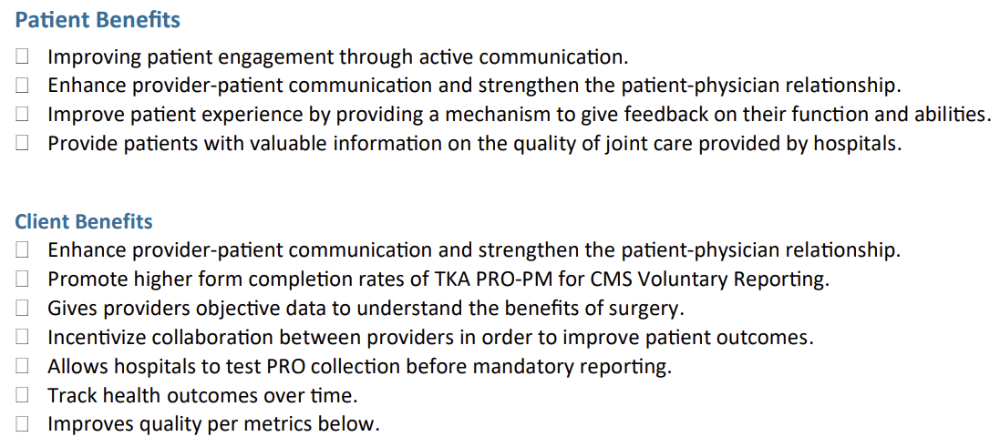 Patient Benefits
Improving patient engagement through active communication.
Enhance provider-patient communication and strengthen the patient-physician relationship.
Improve patient experience by providing a mechanism to give feedback on their function and abilities.
Provide patients with valuable information on the quality of joint care provided by hospitals.
Client Benefits
Enhance provider-patient communication and strengthen the patient-physician relationship.
Promote higher form completion rates of TKA PRO-PM for CMS Voluntary Reporting.
Gives providers objective data to understand the benefits of surgery.
Incentivize collaboration between providers in order to improve patient outcomes.
Allows hospitals to test PRO collection before mandatory reporting.
Track health outcomes over time.
Improves quality per metrics below.